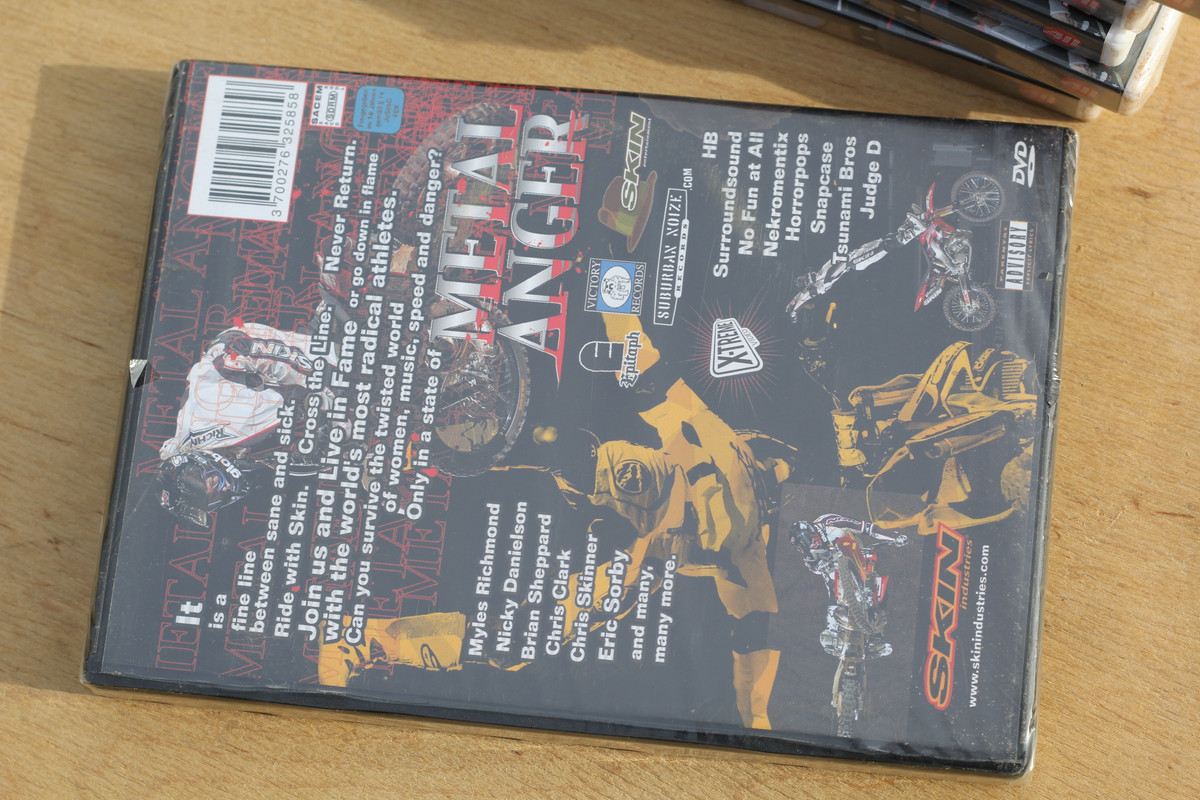 It
is a
fine line
between sane and sick.
Ride with Skin. Cross the Line. Never Return.
Join us and Live in Fame or go down in flame
With the world's most radical athletes.
Can you survive the twisted world
of women, music, speed and danger?
Only in a state of
METAL
ANGER
Myles Richmond
Nicky Danielson
Brian Sheppard
Chris Clark
Chris Skinner
Eric Sorby
and many,
many more.
SKIN
VICTORY
RECORDS
Epitaph
SUBURBAN NOIZE
RECORDS
.COM
X-TREME
HB
Surroundsound
No Fun at All
Nekromentix
Horrorpops
Snapcase
Tsunami Bros
Judge D
DVD
ADVISORY
SKIN
industries
www.skinindustries.com
SACEM
SDRM
3 700276 325858
SKIN
RICHM